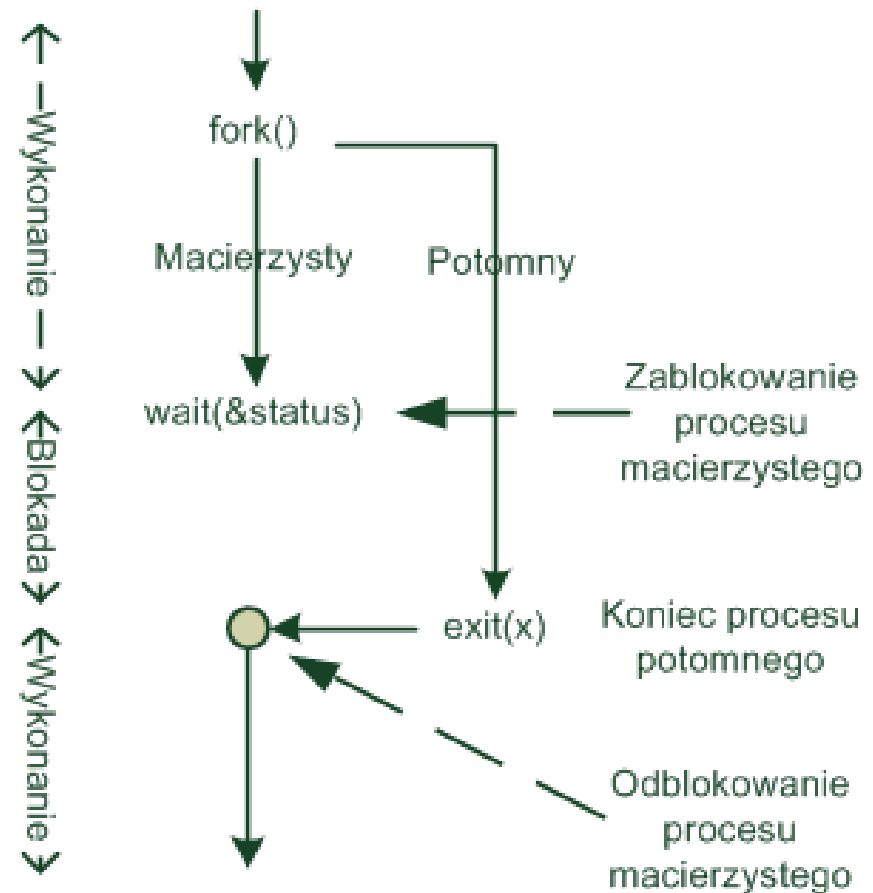 fork()
Wykonanie
Macierzysty
Potomny
wait(&status)
Zablokowanie
procesu
macierzystego
Blokada
exit(x)
Koniec procesu
potomnego
Wykonanie
Odblokowanie
procesu
macierzystego